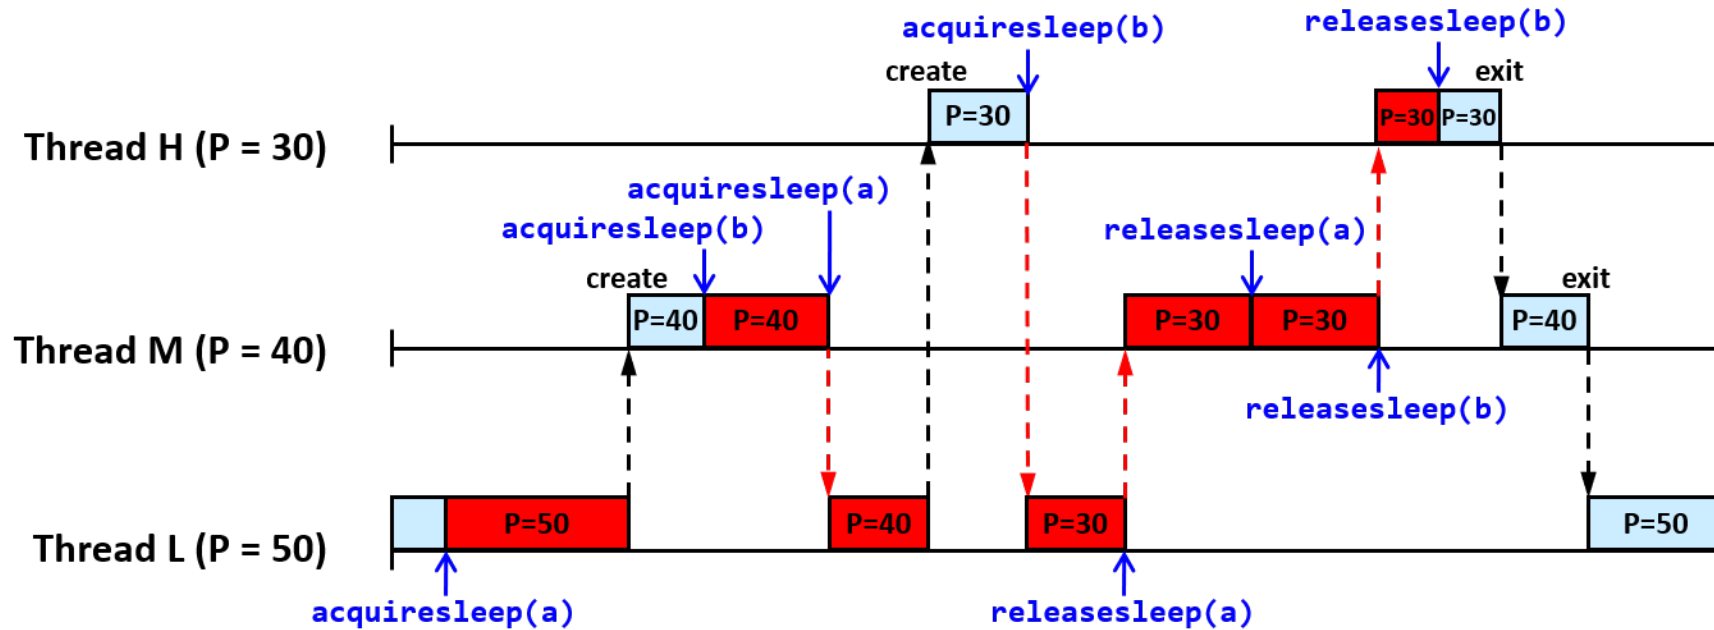 acquiresleep(b)
releasesleep(b)
create
exit
P=30
P=30
P=30
Thread H (P = 30)
acquiresleep(a)
acquiresleep(b)
releasesleep(a)
create
exit
P=40
P=40
P=30
P=30
P=40
Thread M (P = 40)
releasesleep(b)
P=50
P=40
P=30
P=50
Thread L (P = 50)
acquiresleep(a)
releasesleep(a)